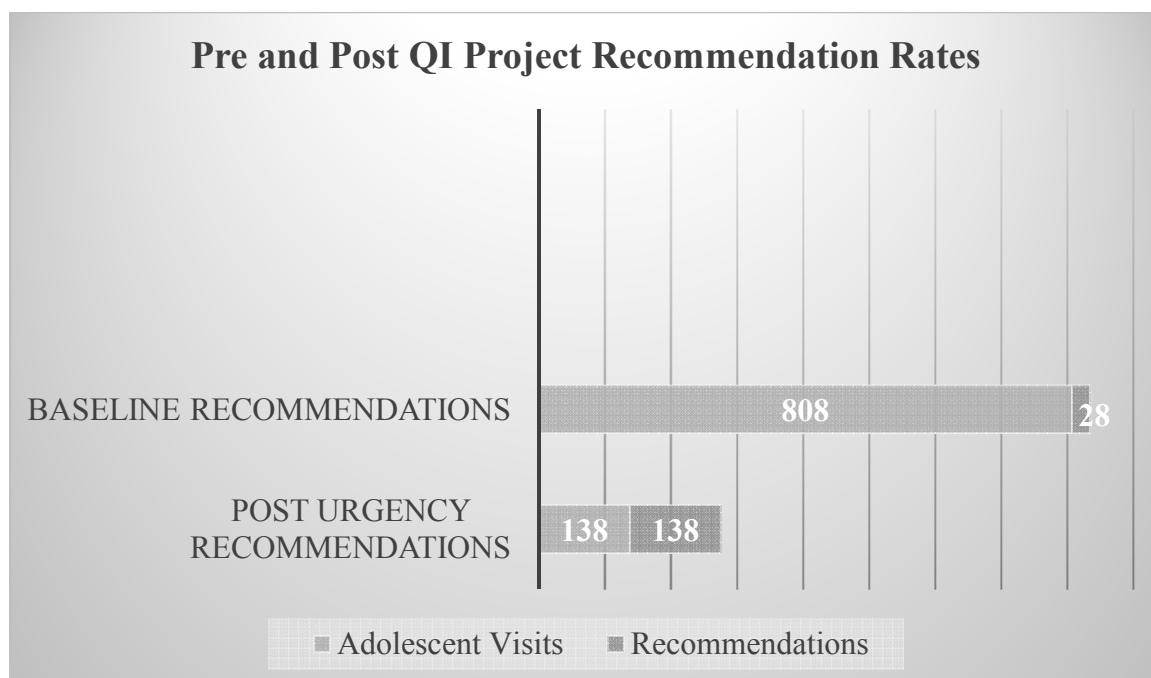 Pre and Post QI Project Recommendation Rates
BASELINE RECOMMENDATIONS
808
28
POST URGENCY
RECOMMENDATIONS
138
138
Adolescent Visits
Recommendations